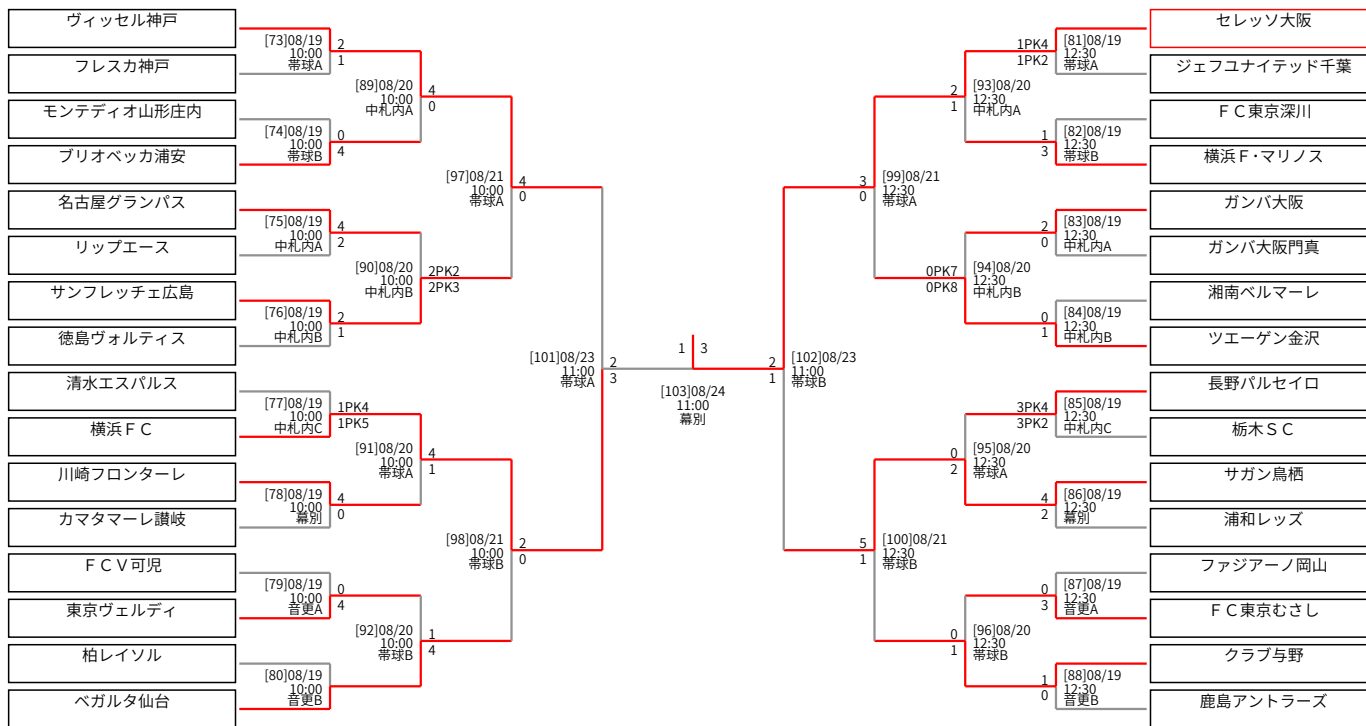 ヴィッセル神戸
[73]08/19
10:00
帯球A
2
1
フレスカ神戸
[89]08/20
10:00
中札内A
4
0
モンテディオ山形庄内
[74]08/19
10:00
帯球B
0
4
ブリオベッカ浦安
[97]08/21
10:00
帯球A
4
0
名古屋グランパス
[75]08/19
10:00
中札内A
4
2
リップエース
[90]08/20
10:00
中札内B
2PK2
2PK3
サンフレッチェ広島
[76]08/19
10:00
中札内B
2
1
徳島ヴォルティス
[101]08/23
11:00
帯球A
2
3
清水エスパルス
[77]08/19
10:00
中札内C
1PK4
1PK5
横浜ＦＣ
[91]08/20
10:00
帯球A
4
1
川崎フロンターレ
[78]08/19
10:00
幕別
4
0
カマタマーレ讃岐
[98]08/21
10:00
帯球B
2
0
ＦＣＶ可児
[79]08/19
10:00
音更A
0
4
東京ヴェルディ
[92]08/20
10:00
帯球B
1
4
柏レイソル
[80]08/19
10:00
音更B
ベガルタ仙台
1 3
[103]08/24
11:00
幕別
セレッソ大阪
1PK4
1PK2
[81]08/19
12:30
帯球A
ジェフユナイテッド千葉
2
1
[93]08/20
12:30
中札内A
ＦＣ東京深川
1
3
[82]08/19
12:30
帯球B
横浜Ｆ・マリノス
3
0
[99]08/21
12:30
帯球A
ガンバ大阪
2
0
[83]08/19
12:30
中札内A
ガンバ大阪門真
0PK7
0PK8
[94]08/20
12:30
中札内B
湘南ベルマーレ
0
1
[84]08/19
12:30
中札内B
ツエーゲン金沢
2
1
[102]08/23
11:00
帯球B
長野パルセイロ
3PK4
3PK2
[85]08/19
12:30
中札内C
栃木ＳＣ
0
2
[95]08/20
12:30
帯球A
サガン鳥栖
4
2
[86]08/19
12:30
幕別
浦和レッズ
5
1
[100]08/21
12:30
帯球B
ファジアーノ岡山
0
3
[87]08/19
12:30
音更A
ＦＣ東京むさし
0
1
[96]08/20
12:30
帯球B
クラブ与野
1
0
[88]08/19
12:30
音更B
鹿島アントラーズ